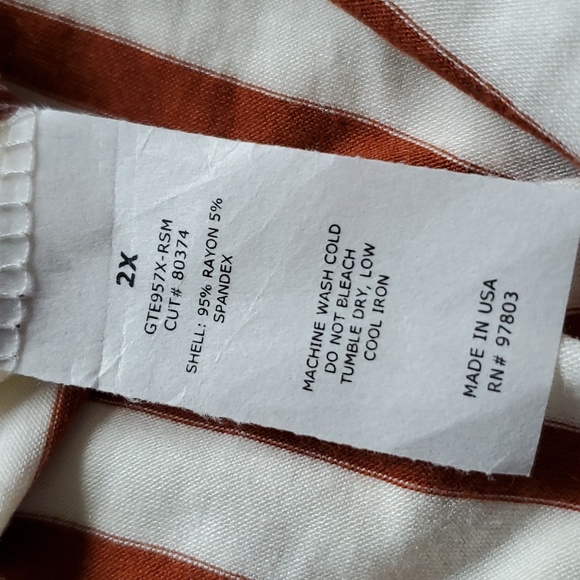 2X
GTE957X-RSM
CUT# 80374
SHELL: 95% RAYON 5%
SPANDEX
MACHINE WASH COLD
DO NOT BLEACH
TUMBLE DRY, LOW
COOL IRON
MADE IN USA
RN# 97803